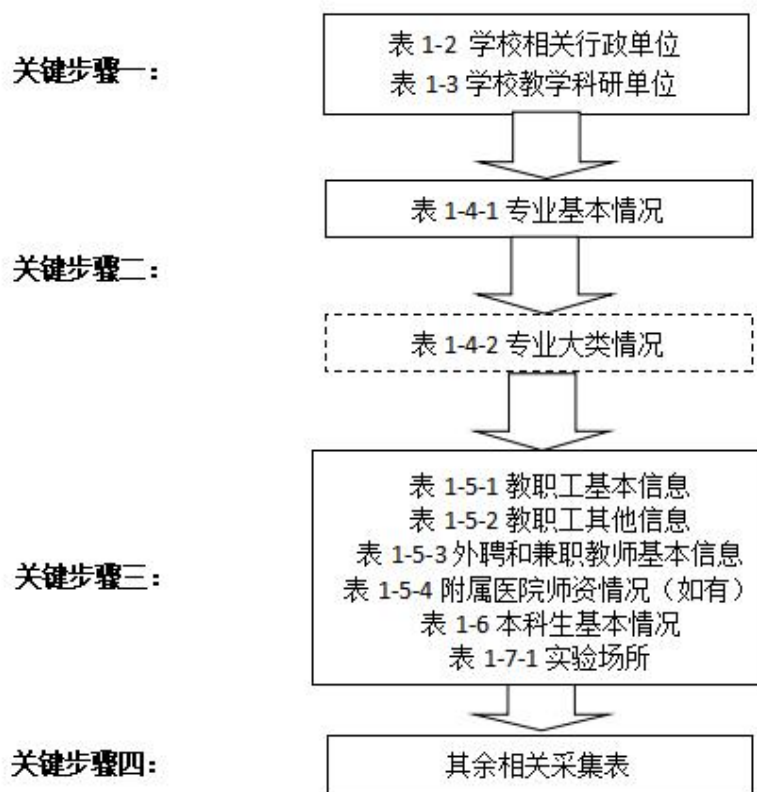 关键步骤一：
表 1-2 学校相关行政单位
表 1-3 学校教学科研单位
表 1-4-1 专业基本情况
关键步骤二：
表 1-4-2 专业大类情况
表 1-5-1 教职工基本信息
表 1-5-2 教职工其他信息
表 1-5-3 外聘和兼职教师基本信息
关键步骤三：
表 1-5-4 附属医院师资情况（如有）
表 1-6 本科生基本情况
表 1-7-1 实验场所
关键步骤四：
其余相关采集表